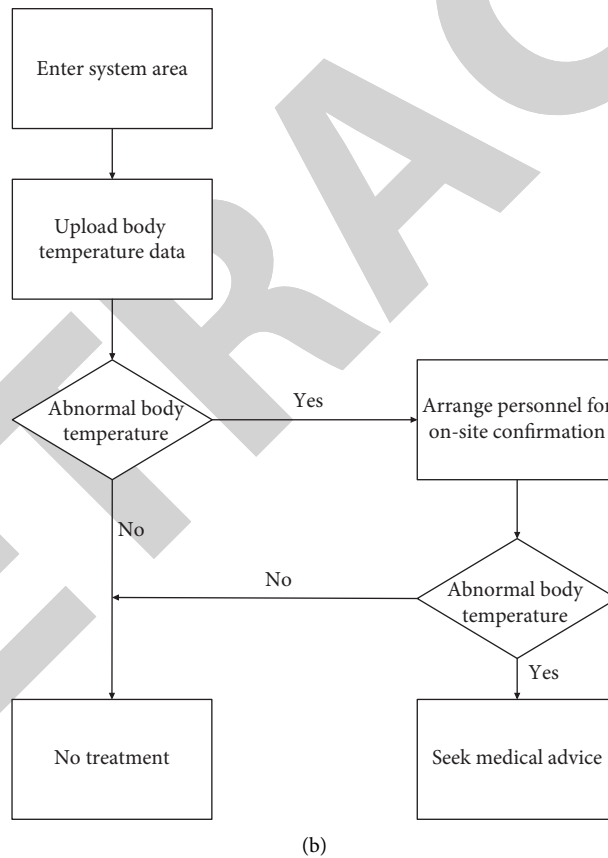 Enter system area
Upload body
temperature data
Abnormal body
temperature
Yes
Arrange personnel for
on-site confirmation
No
No
Abnormal body
temperature
Yes
No treatment
Seek medical advice
(b)